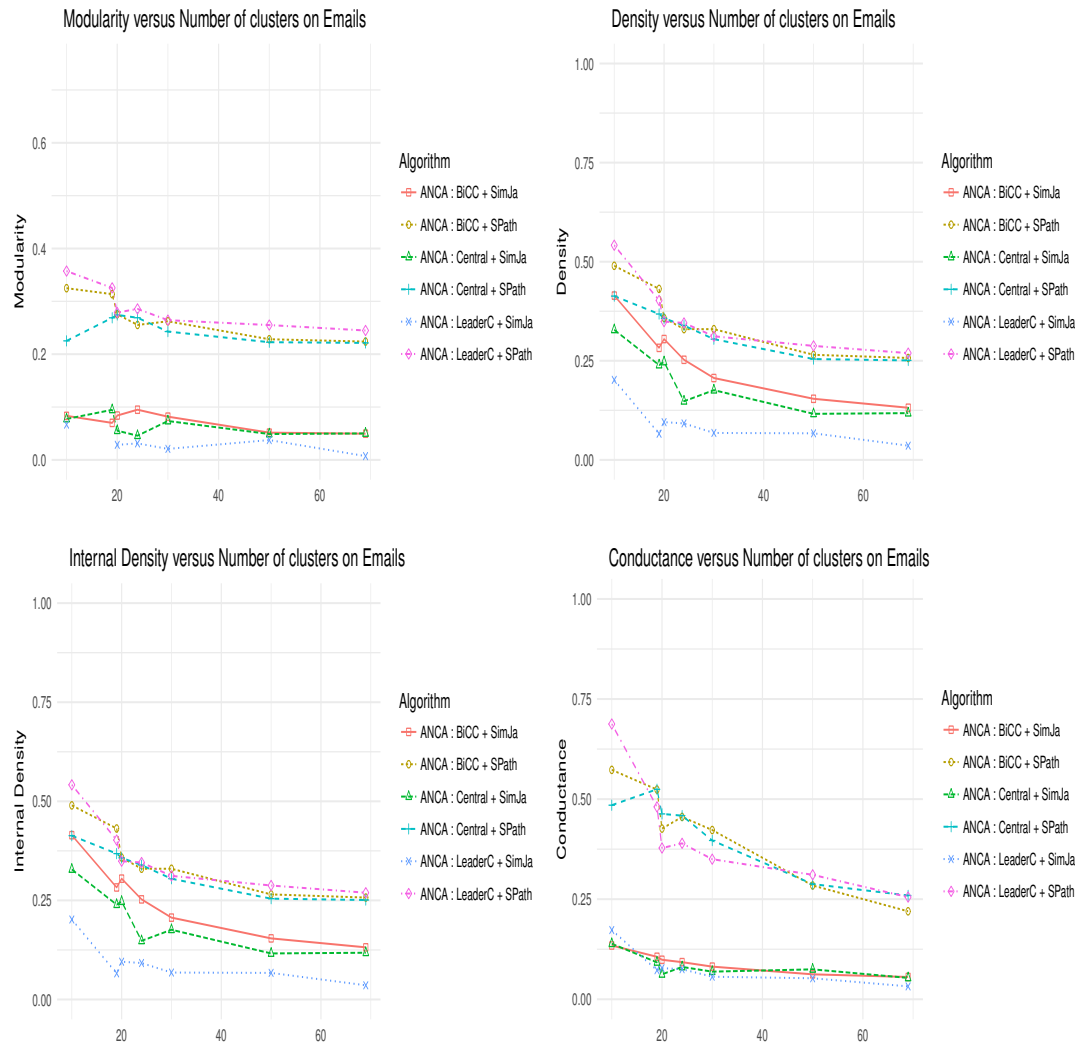 Modularity versus Number of clusters on Emails
Modularity
0.6
0.4
0.2
0.0
20
40
60
Algorithm
ANCA : BiCC + SimJa
ANCA : BiCC + SPath
ANCA : Central + SimJa
ANCA : Central + SPath
ANCA : LeaderC + SimJa
ANCA : LeaderC + SPath
Density versus Number of clusters on Emails
Density
1.00
0.75
0.50
0.25
0.00
20
40
60
Algorithm
ANCA : BiCC + SimJa
ANCA : BiCC + SPath
ANCA : Central + SimJa
ANCA : Central + SPath
ANCA : LeaderC + SimJa
ANCA : LeaderC + SPath
Internal Density versus Number of clusters on Emails
Internal Density
1.00
0.75
0.50
0.25
0.00
20
40
60
Algorithm
ANCA : BiCC + SimJa
ANCA : BiCC + SPath
ANCA : Central + SimJa
ANCA : Central + SPath
ANCA : LeaderC + SimJa
ANCA : LeaderC + SPath
Conductance versus Number of clusters on Emails
Conductance
1.00
0.75
0.50
0.25
0.00
20
40
60
Algorithm
ANCA : BiCC + SimJa
ANCA : BiCC + SPath
ANCA : Central + SimJa
ANCA : Central + SPath
ANCA : LeaderC + SimJa
ANCA : LeaderC + SPath